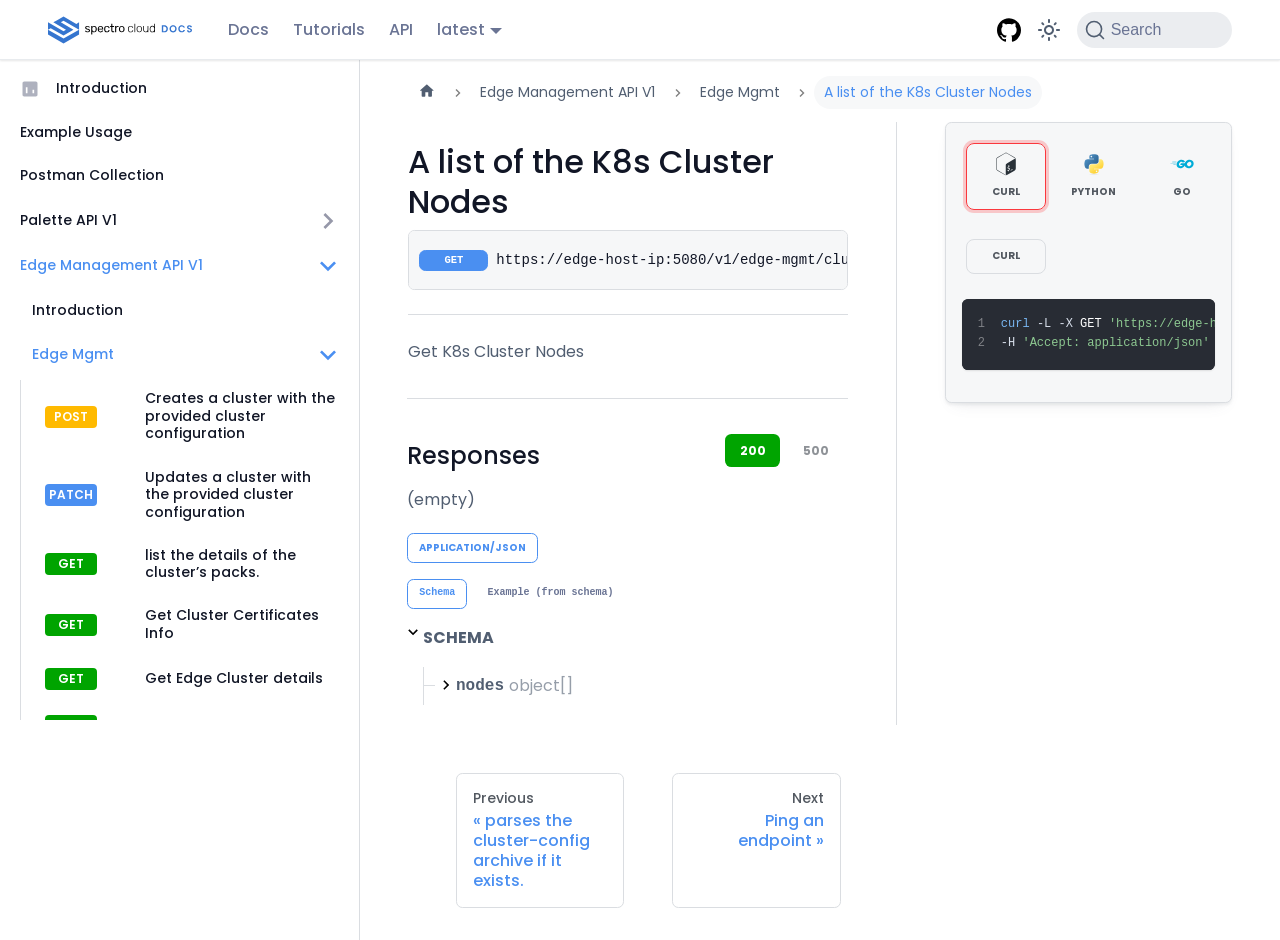 spectro cloud DOCS
Docs
Tutorials
API
latest
Search
Introduction
Example Usage
Postman Collection
Palette API V1
Edge Management API V1
Introduction
Edge Mgmt
POST
Creates a cluster with the
provided cluster
configuration
PATCH
Updates a cluster with
the provided cluster
configuration
GET
list the details of the
cluster's packs.
GET
Get Cluster Certificates
Info
GET
Get Edge Cluster details
Edge Management API V1
Edge Mgmt
A list of the K8s Cluster Nodes
A list of the K8s Cluster
Nodes
GET https://edge-host-ip:5080/v1/edge-mgmt/clu
Get K8s Cluster Nodes
Responses
200
500
(empty)
APPLICATION/JSON
Schema
Example (from schema)
SCHEMA
nodes object[]
Previous
« parses the
cluster-config
archive if it
exists.
Next
Ping an
endpoint »
CURL
PYTHON
GO
CURL
1 curl -L -X GET 'https://edge-h
2 -H 'Accept: application/json'